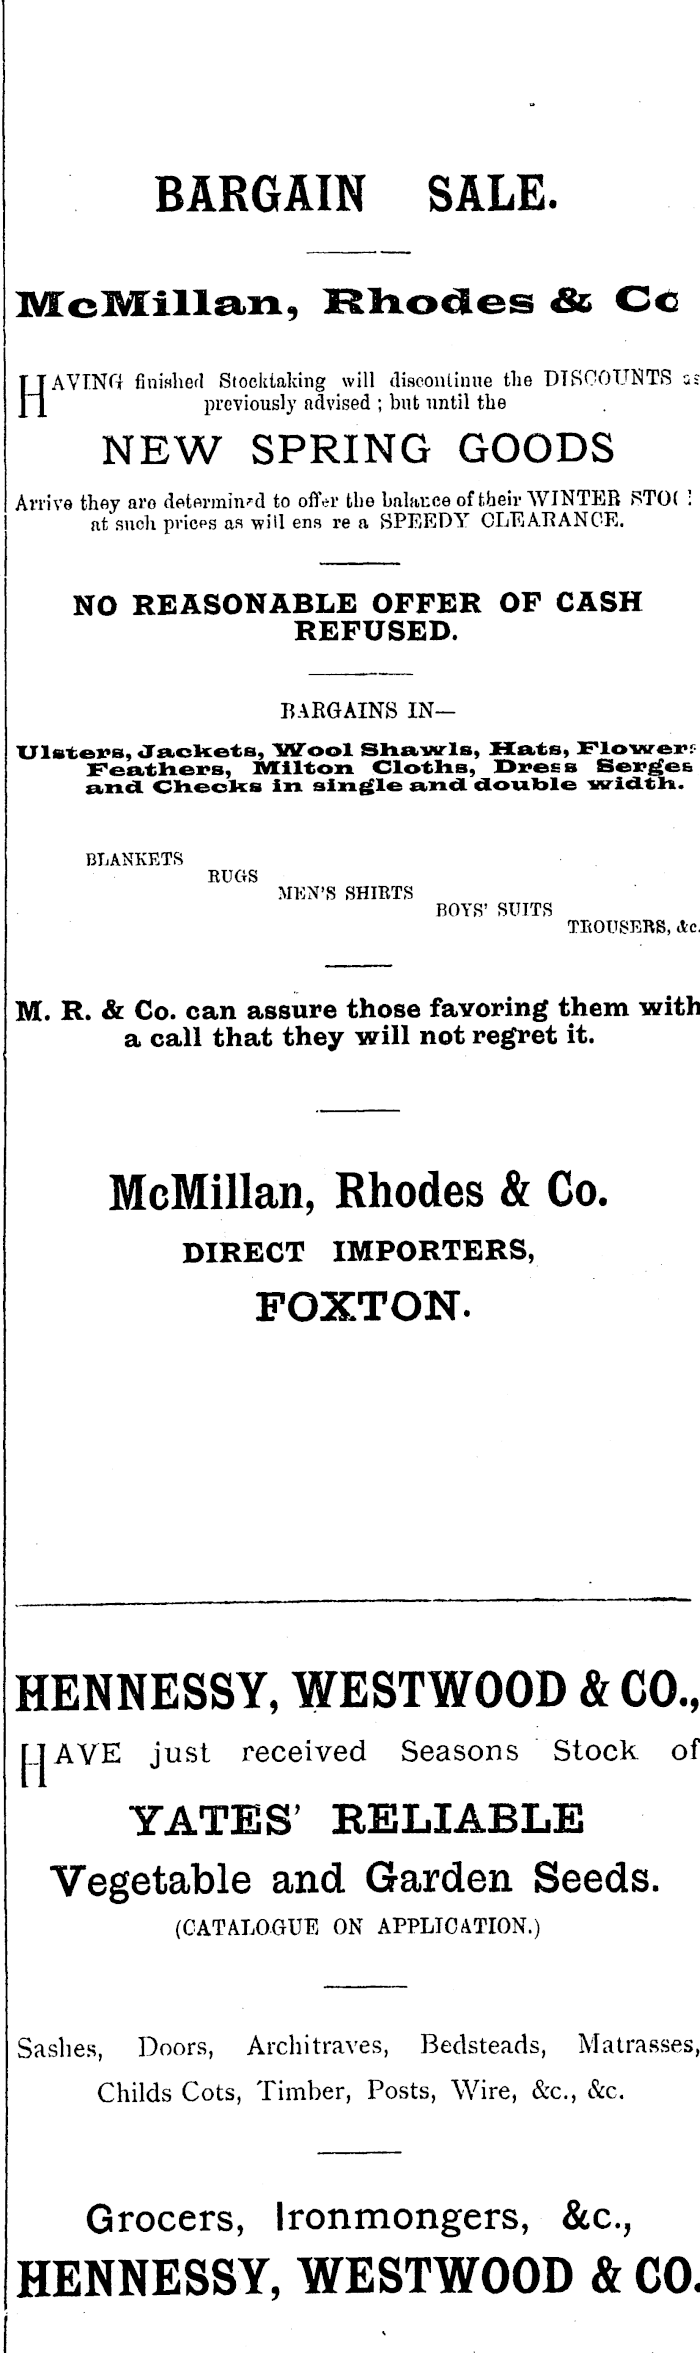 BARGAIN SALE.
McMillan, Rhodes & Co
HAVING finished Stocktaking will discontinue the DISCOUNTS as
previously advised ; but until the
NEW SPRING GOODS
Arrive they are determined to offer the balance of their WINTER STOC
at such prices as will ens re a SPEEDY CLEARANCE.
NO REASONABLE OFFER OF CASH
REFUSED.
BARGAINS IN—
Ulsters, Jackets, Wool Shawls, Hats, Flowers
Feathers, Milton Cloths, Dress Serges
and Checks in single and double width.
BLANKETS
RUGS
MEN'S SHIRTS
BOYS' SUITS
TROUSERS, &c.
M. R. & Co. can assure those favoring them with
a call that they will not regret it.
McMillan, Rhodes & Co.
DIRECT IMPORTERS,
FOXTON.
HENNESSY, WESTWOOD & CO.,
HAVE just received Seasons Stock of
YATES' RELIABLE
Vegetable and Garden Seeds.
(CATALOGUE ON APPLICATION.)
Sashes, Doors, Architraves, Bedsteads, Matrasses,
Childs Cots, Timber, Posts, Wire, &c., &c.
Grocers, Ironmongers, &c.,
HENNESSY, WESTWOOD & CO.